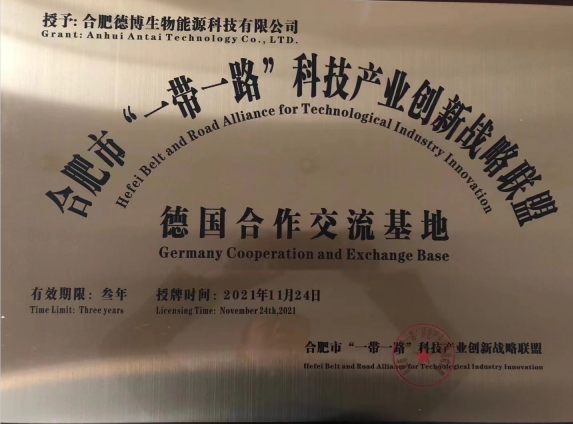 授予: 合肥德博生物能源科技有限公司
Grant: Anhui Antai Technology Co., LTD.
合肥市“一带一路”科技产业创新战略联盟
Hefei Belt and Road Alliance for Technological Industry Innovation
德国合作交流基地
Germany Cooperation and Exchange Base
有效期限: 叁年 授牌时间: 2021年11月24日
Time Limit: Three years Licensing Time: November 24th,2021
合肥市“一带一路”科技产业创新战略联盟
Hefei Belt and Road Alliance for Technological Industry Innovation